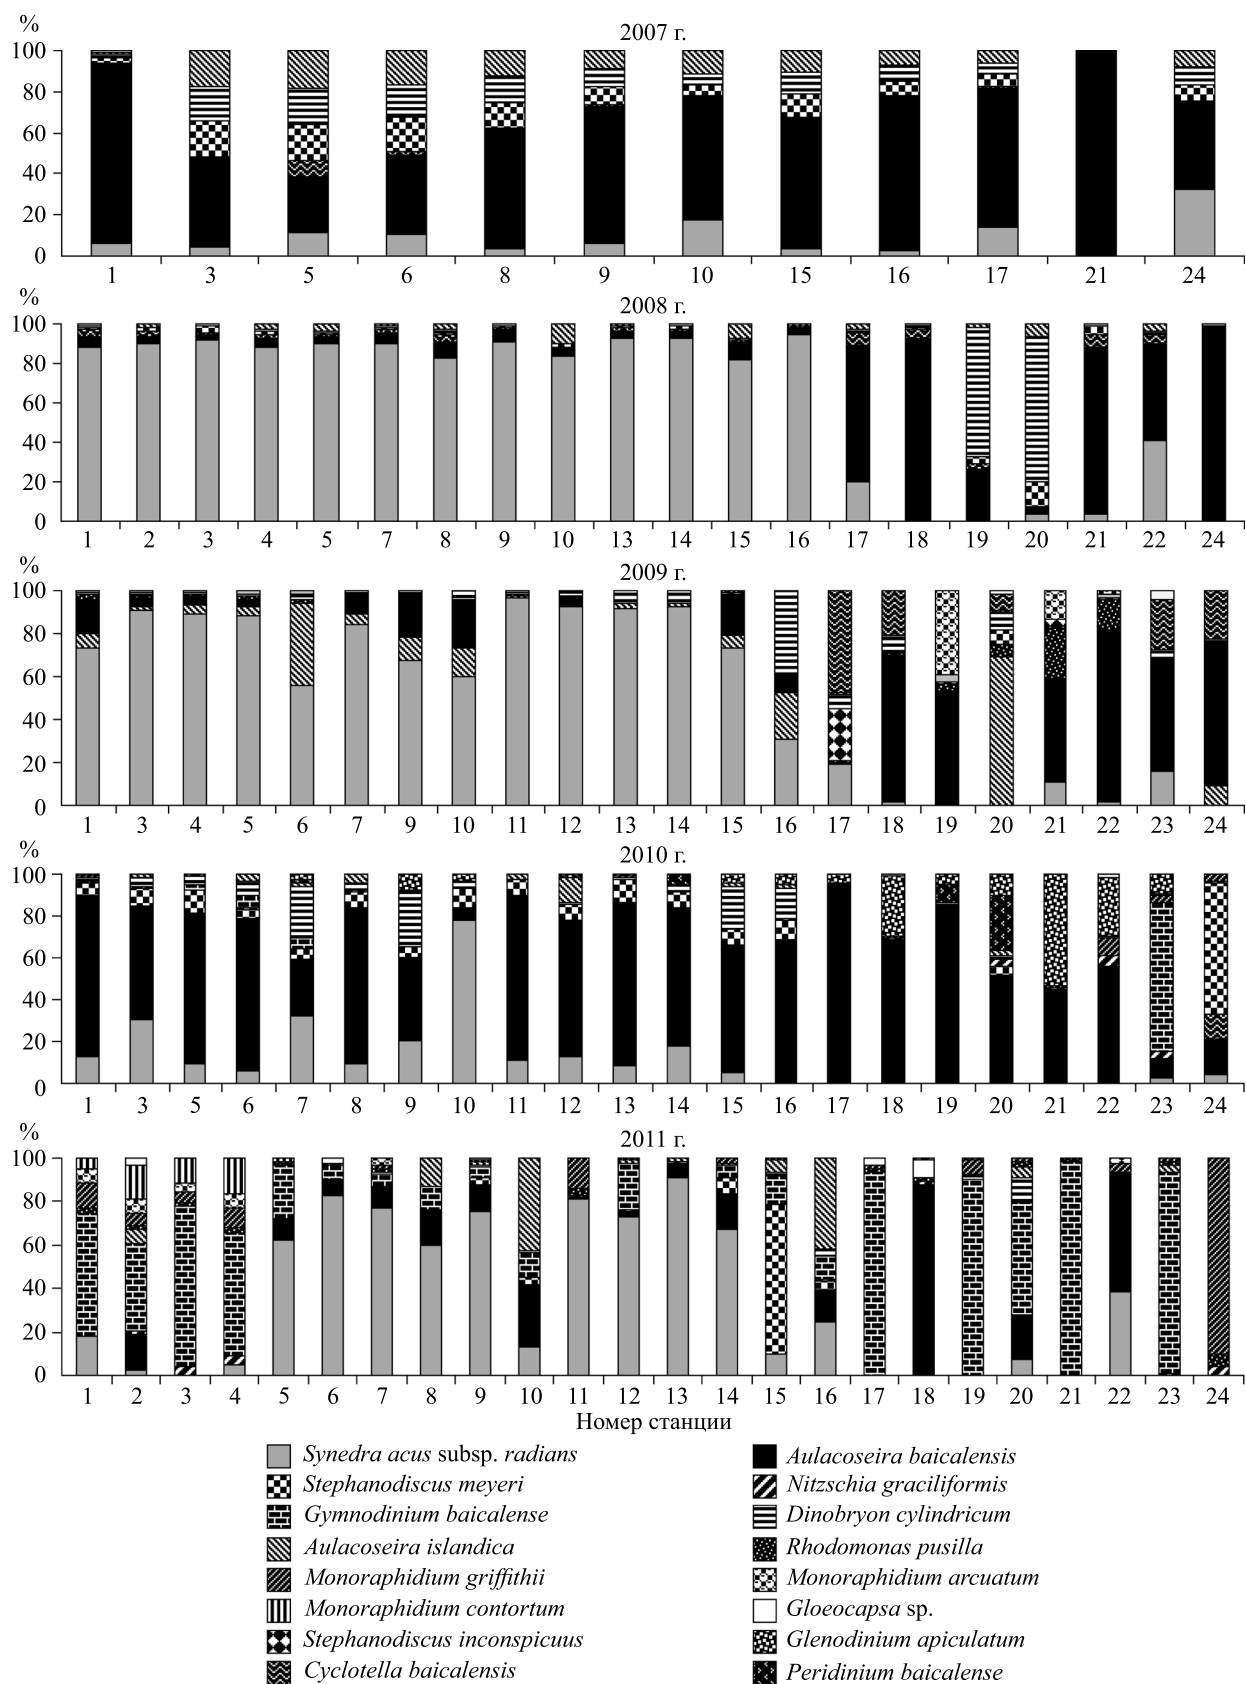 %
2007 г.
100
80
60
40
20
0
1 3 5 6 8 9 10 15 16 17 21 24
%
2008 г.
100
80
60
40
20
0
1 2 3 4 5 7 8 9 10 13 14 15 16 17 18 19 20 21 22 24
%
2009 г.
100
80
60
40
20
0
1 3 4 5 6 7 9 10 11 12 13 14 15 16 17 18 19 20 21 22 23 24
%
2010 г.
100
80
60
40
20
0
1 3 5 6 7 8 9 10 11 12 13 14 15 16 17 18 19 20 21 22 23 24
%
2011 г.
100
80
60
40
20
0
1 2 3 4 5 6 7 8 9 10 11 12 13 14 15 16 17 18 19 20 21 22 23 24
Номер станции
Synedra acus subsp. radians
Stephanodiscus meyeri
Gymnodinium baicalense
Aulacoseira islandica
Monoraphidium griffithii
Monoraphidium contortum
Stephanodiscus inconspicuus
Cyclotella baicalensis
Aulacoseira baicalensis
Nitzschia graciliformis
Dinobryon cylindricum
Rhodomonas pusilla
Monoraphidium arcuatum
Gloeocapsa sp.
Glenodinium apiculatum
Peridinium baicalense